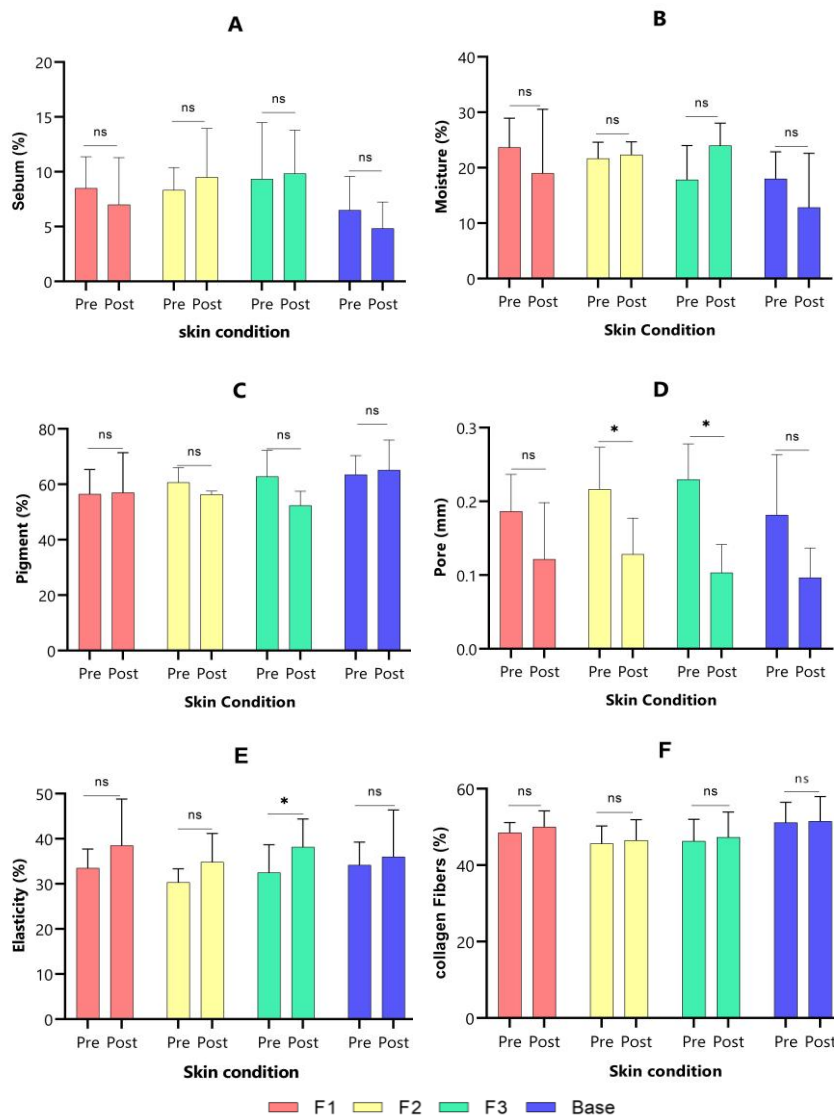 A
20
15
10
5
0
Sebum (%)
ns
ns
ns
ns
Pre Post Pre Post Pre Post Pre Post
skin condition
B
40
30
20
10
0
Moisture (%)
ns
ns
ns
ns
Pre Post Pre Post Pre Post Pre Post
Skin Condition
C
80
60
40
20
0
Pigment (%)
ns
ns
ns
ns
Pre Post Pre Post Pre Post Pre Post
Skin Condition
D
0.3
0.2
0.1
0.0
Pore (mm)
ns
*
*
ns
Pre Post Pre Post Pre Post Pre Post
Skin Condition
E
50
40
30
20
10
0
Elasticity (%)
ns
ns
*
ns
Pre Post Pre Post Pre Post Pre Post
Skin condition
F
60
40
20
0
collagen Fibers (%)
ns
ns
ns
ns
Pre Post Pre Post Pre Post Pre Post
Skin condition
F1 F2 F3 Base